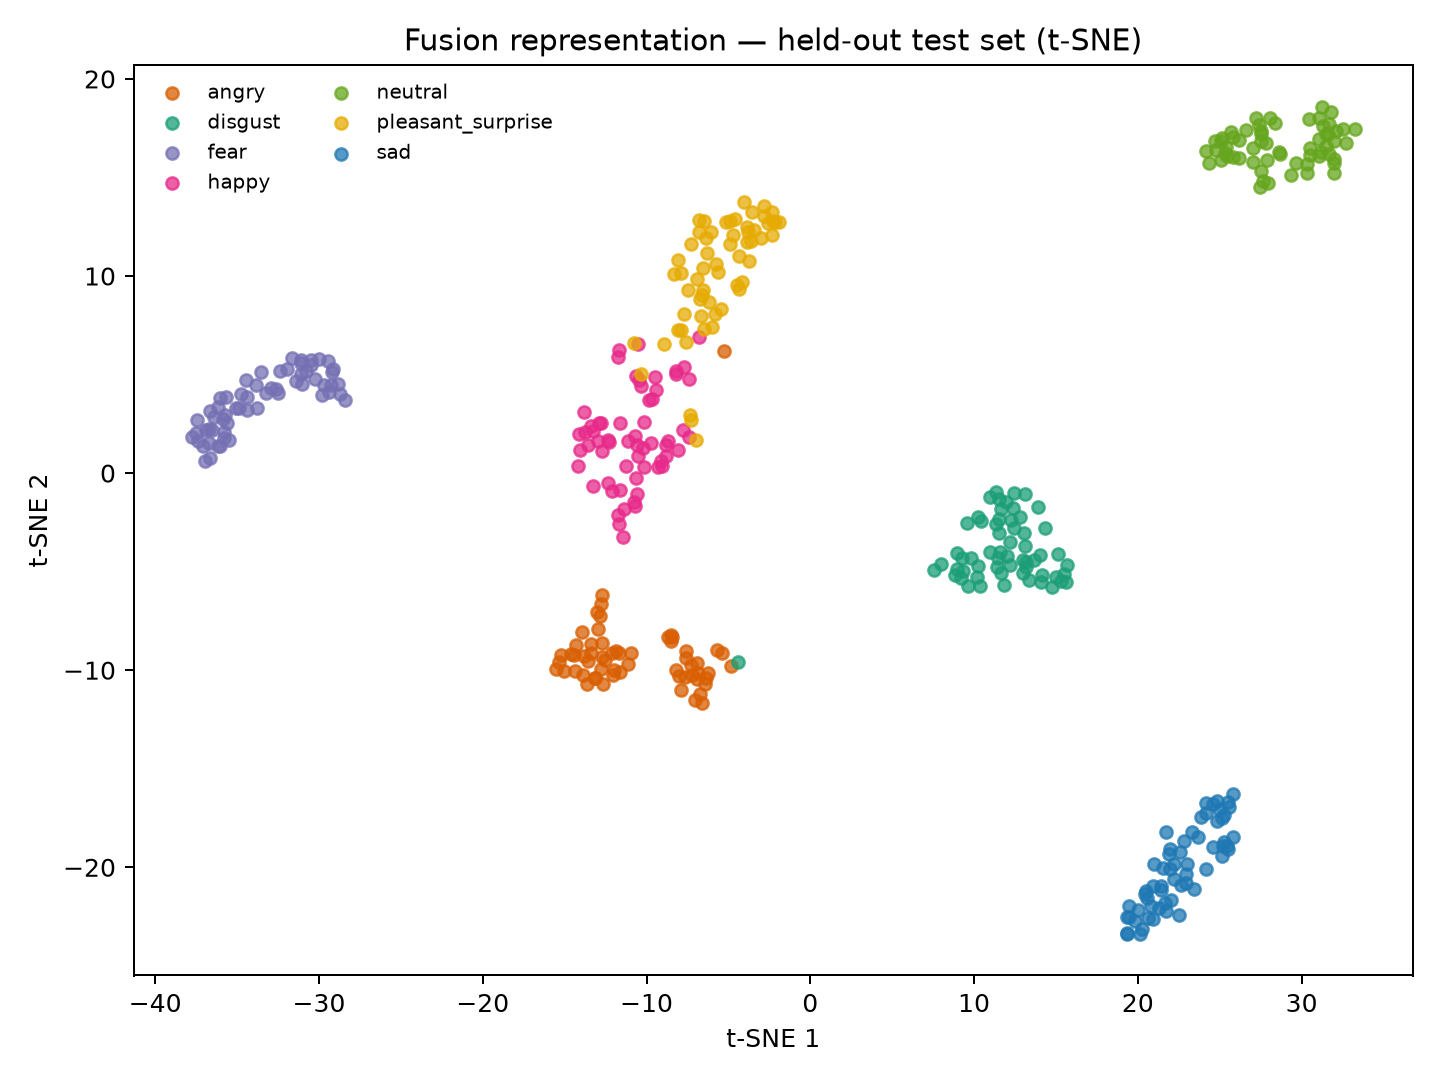 Fusion representation — held-out test set (t-SNE)
angry
disgust
fear
happy
neutral
pleasant_surprise
sad
20
10
0
−10
−20
t-SNE 2
−40
−30
−20
−10
0
10
20
30
t-SNE 1